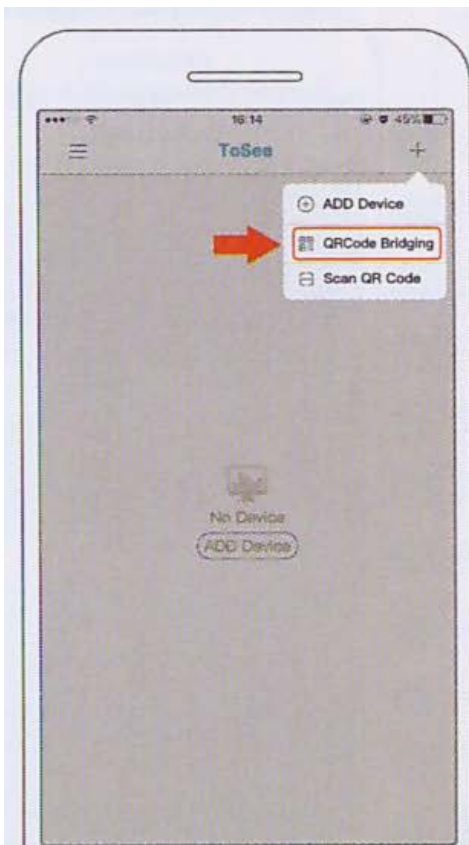 16:14
45%
ToSee
ADD Device
QRCode Bridging
Scan QR Code
No Device
ADD Device